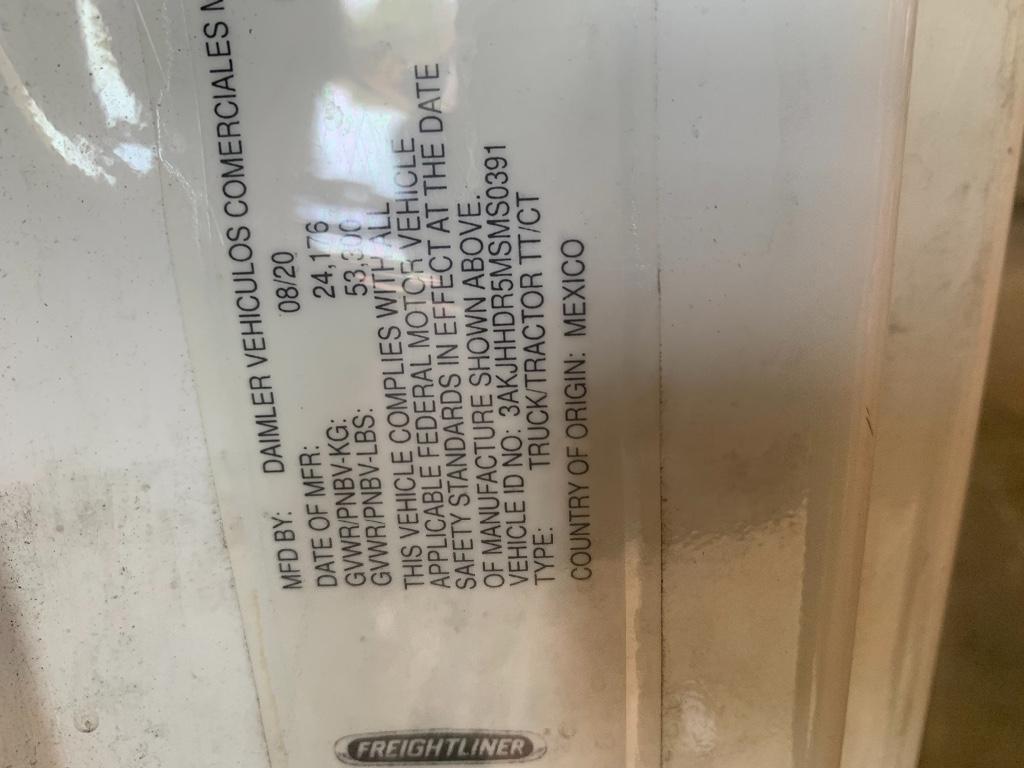 FREIGHTLINER
MFD BY: DAIMLER VEHICULOS COMERCIALES
DATE OF MFR: 08/20
GVWR/PNBV-KG: 24,176
GVWR/PNBV-LBS: 53,300
THIS VEHICLE COMPLIES WITH ALL
APPLICABLE FEDERAL MOTOR VEHICLE
SAFETY STANDARDS IN EFFECT AT THE DATE
OF MANUFACTURE SHOWN ABOVE.
VEHICLE ID NO: 3AKJHHDR5MSMS0391
TYPE: TRUCK/TRACTOR TT/CT
COUNTRY OF ORIGIN: MEXICO